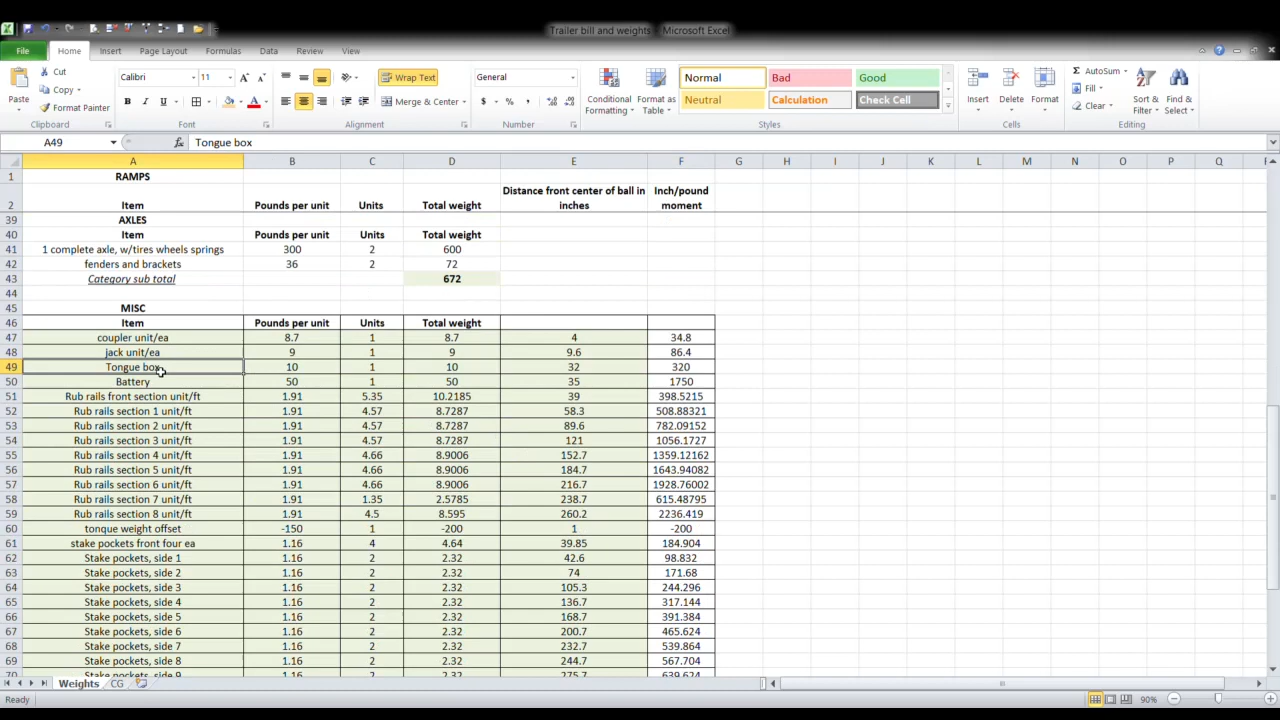 Trailer bill and weights - Microsoft Excel
File Home Insert Page Layout Formulas Data Review View
Cut Calibri 11 Wrap Text General Normal Bad Good AutoSum
Copy Conditional Format as Insert Delete Format Fill Sort & Find &
Paste Format Painter B I U Merge & Center $ % , Formatting Table Neutral Calculation Check Cell Clear Filter Select
Clipboard Font Alignment Number Styles Cells Editing
A49 fx Tongue box
A B C D E F G H I J K L M N O P Q
1 RAMPS
Distance front center of ball in Inch/pound
2 Item Pounds per unit Units Total weight inches moment
39 AXLES
40 Item Pounds per unit Units Total weight
41 1 complete axle, w/tires wheels springs 300 2 600
42 fenders and brackets 36 2 72
43 Category sub total 672
44
45 MISC
46 Item Pounds per unit Units Total weight
47 coupler unit/ea 8.7 1 8.7 4 34.8
48 jack unit/ea 9 1 9 9.6 86.4
49 Tongue box 10 1 10 32 320
50 Battery 50 1 50 35 1750
51 Rub rails front section unit/ft 1.91 5.35 10.2185 39 398.5215
52 Rub rails section 1 unit/ft 1.91 4.57 8.7287 58.3 508.88321
53 Rub rails section 2 unit/ft 1.91 4.57 8.7287 89.6 782.09152
54 Rub rails section 3 unit/ft 1.91 4.57 8.7287 121 1056.1727
55 Rub rails section 4 unit/ft 1.91 4.66 8.9006 152.7 1359.12162
56 Rub rails section 5 unit/ft 1.91 4.66 8.9006 184.7 1643.94082
57 Rub rails section 6 unit/ft 1.91 4.66 8.9006 216.7 1928.76002
58 Rub rails section 7 unit/ft 1.91 1.35 2.5785 238.7 615.48795
59 Rub rails section 8 unit/ft 1.91 4.5 8.595 260.2 2236.419
60 tonque weight offset -150 1 -200 1 -200
61 stake pockets front four ea 1.16 4 4.64 39.85 184.904
62 Stake pockets, side 1 1.16 2 2.32 42.6 98.832
63 Stake pockets, side 2 1.16 2 2.32 74 171.68
64 Stake pockets, side 3 1.16 2 2.32 105.3 244.296
65 Stake pockets, side 4 1.16 2 2.32 136.7 317.144
66 Stake pockets, side 5 1.16 2 2.32 168.7 391.384
67 Stake pockets, side 6 1.16 2 2.32 200.7 465.624
68 Stake pockets, side 7 1.16 2 2.32 232.7 539.864
69 Stake pockets, side 8 1.16 2 2.32 244.7 567.704
70 Stake pockets, side 9 1.16 2 2.32 275.7 639.624
Weights CG
Ready 90%